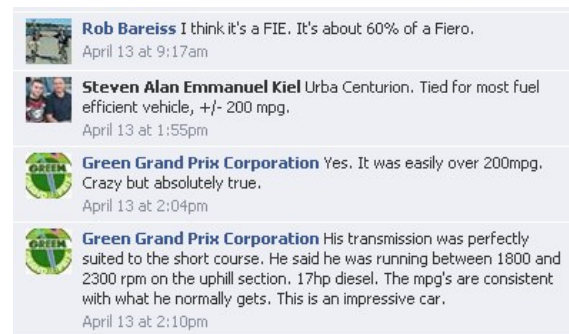 Rob Bareiss I think it's a FIE. It's about 60% of a Fiero.
April 13 at 9:17am
Steven Alan Emmanuel Kiel Urba Centurion. Tied for most fuel
efficient vehicle, +/- 200 mpg.
April 13 at 1:55pm
GREEN
Green Grand Prix Corporation Yes. It was easily over 200mpg.
Crazy but absolutely true.
April 13 at 2:04pm
GREEN
Green Grand Prix Corporation His transmission was perfectly
suited to the short course. He said he was running between 1800 and
2300 rpm on the uphill section. 17hp diesel. The mpg's are consistent
with what he normally gets. This is an impressive car.
April 13 at 2:10pm